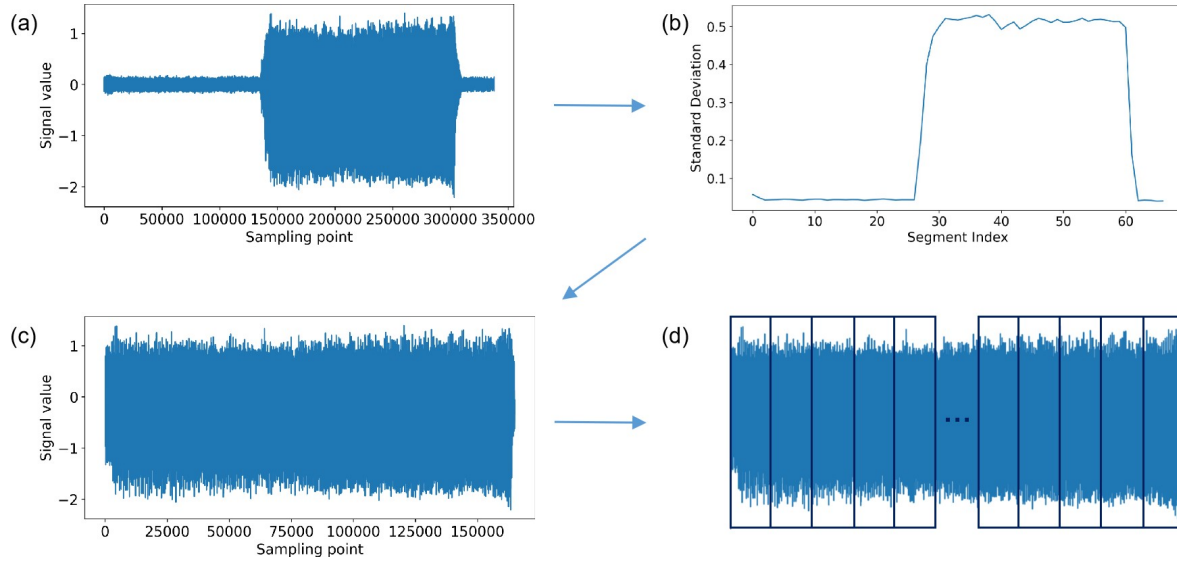 (a)
Signal value
1
0
−1
−2
0 50000 100000 150000 200000 250000 300000 350000
Sampling point
(b)
Standard Deviation
0.5
0.4
0.3
0.2
0.1
0 10 20 30 40 50 60
Segment Index
(c)
Signal value
1
0
−1
−2
0 25000 50000 75000 100000 125000 150000
Sampling point
(d)
...